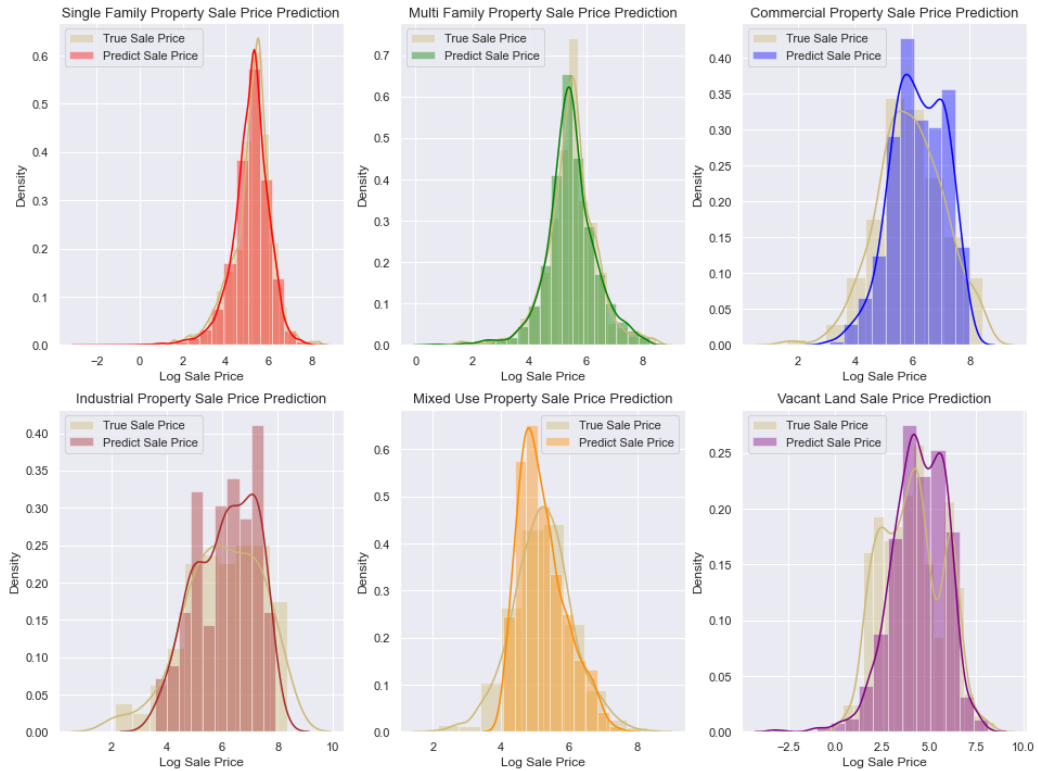 Single Family Property Sale Price Prediction
True Sale Price
Predict Sale Price
0.6
0.5
0.4
0.3
0.2
0.1
0.0
Density
−2
0
2
4
6
8
Log Sale Price
Multi Family Property Sale Price Prediction
True Sale Price
Predict Sale Price
0.7
0.6
0.5
0.4
0.3
0.2
0.1
0.0
Density
0
2
4
6
8
Log Sale Price
Commercial Property Sale Price Prediction
True Sale Price
Predict Sale Price
0.40
0.35
0.30
0.25
0.20
0.15
0.10
0.05
0.00
Density
2
4
6
8
Log Sale Price
Industrial Property Sale Price Prediction
True Sale Price
Predict Sale Price
0.40
0.35
0.30
0.25
0.20
0.15
0.10
0.05
0.00
Density
2
4
6
8
10
Log Sale Price
Mixed Use Property Sale Price Prediction
True Sale Price
Predict Sale Price
0.6
0.5
0.4
0.3
0.2
0.1
0.0
Density
2
4
6
8
Log Sale Price
Vacant Land Sale Price Prediction
True Sale Price
Predict Sale Price
0.25
0.20
0.15
0.10
0.05
0.00
Density
−2.5
0.0
2.5
5.0
7.5
10.0
Log Sale Price